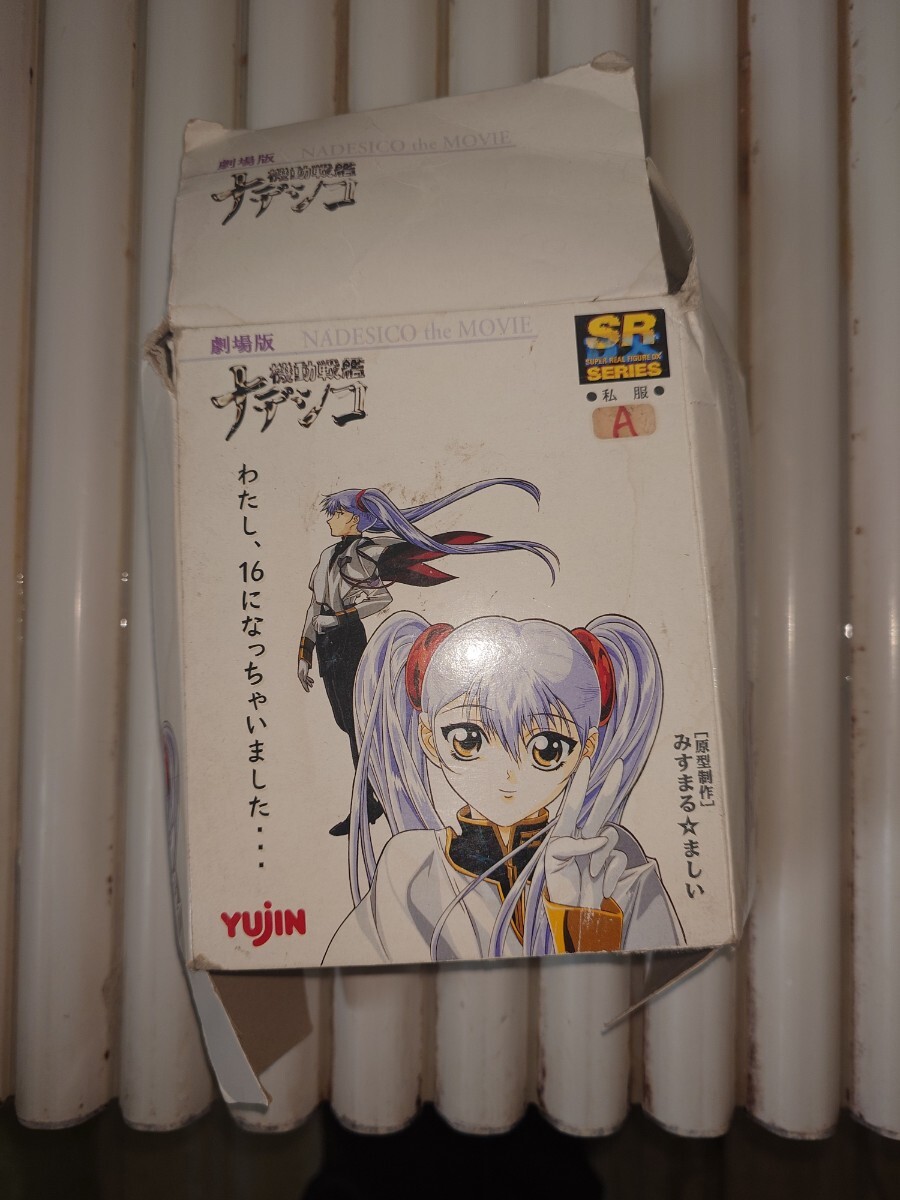 劇場版 NADESICO the MOVIE
機動戦艦
ナデシコ
劇場版 NADESICO the MOVIE
機動戦艦
ナデシコ
SR
SUPER REAL FIGURE DX
SERIES
●私服●
A
わたし、16になっちゃいました・・・
[原型制作]
みすまる☆ましい
YUJIN